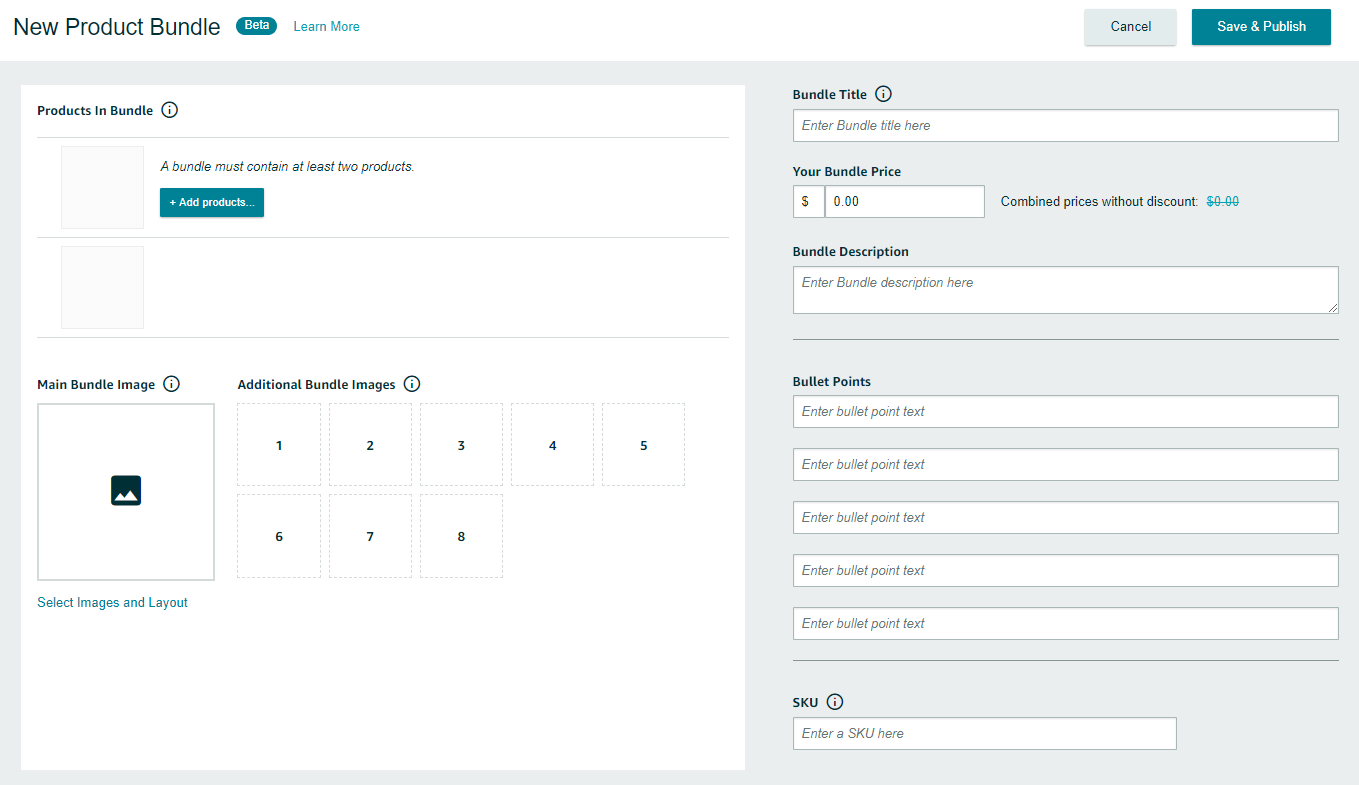 New Product Bundle Beta Learn More
Cancel
Save & Publish
Products In Bundle
A bundle must contain at least two products.
+ Add products...
Main Bundle Image
Additional Bundle Images
1 2 3 4 5
6 7 8
Select Images and Layout
Bundle Title
Enter Bundle title here
Your Bundle Price
$ 0.00 Combined prices without discount: $0.00
Bundle Description
Enter Bundle description here
Bullet Points
Enter bullet point text
Enter bullet point text
Enter bullet point text
Enter bullet point text
Enter bullet point text
SKU
Enter a SKU here